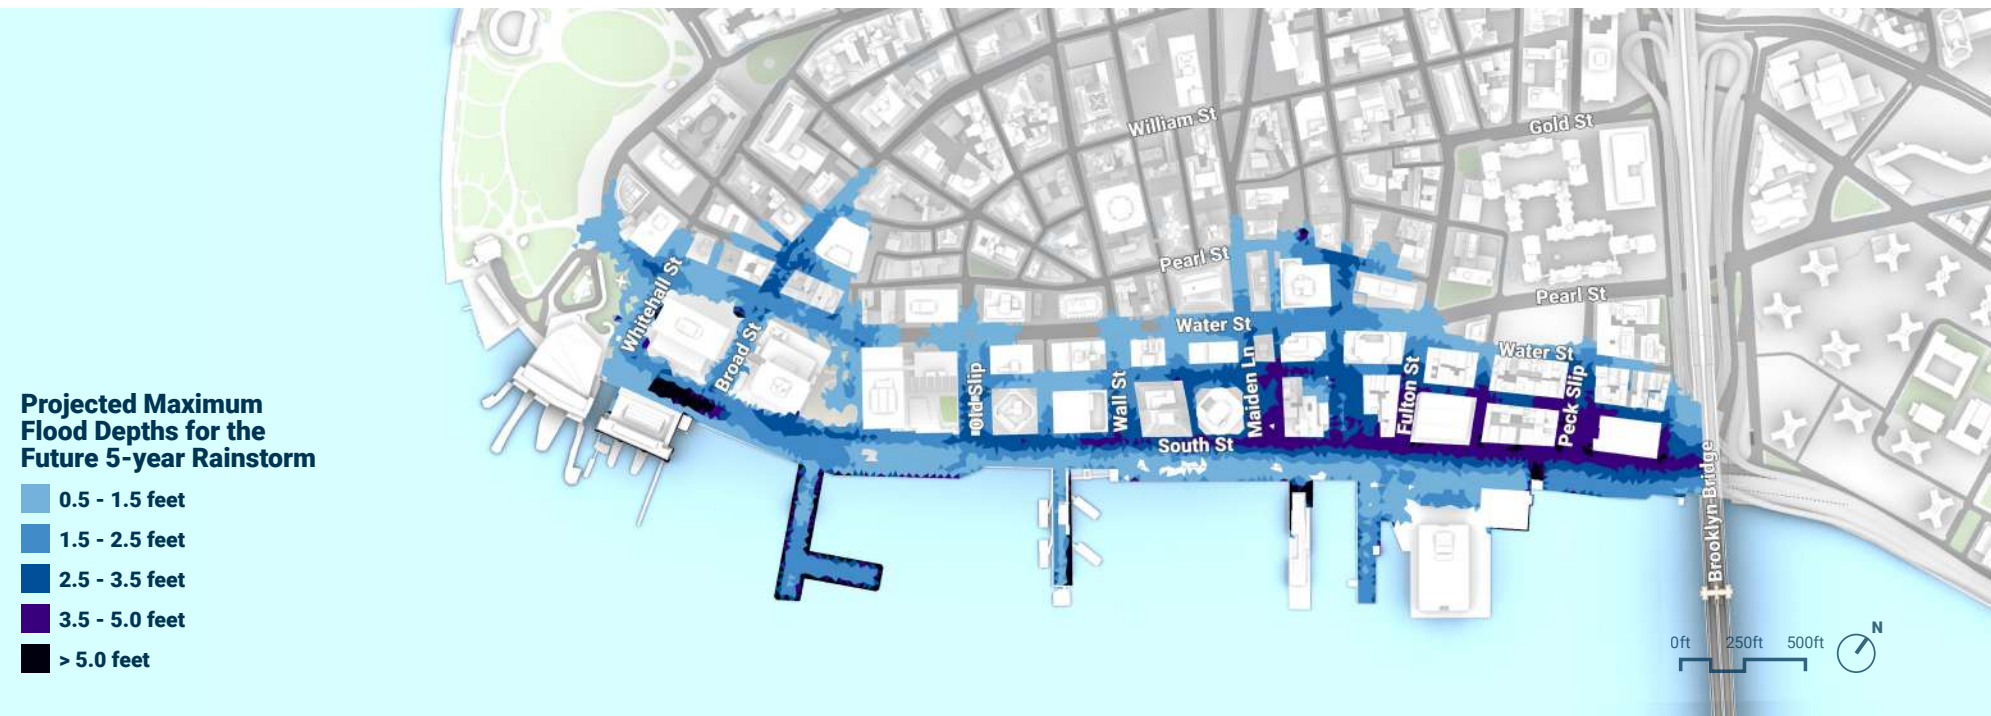 William St
Gold St
Pearl St
Pearl St
Whitehall St
Broad St
Water St
Water St
Old Slip
Wall St
Maiden Ln
Fulton St
Peck Slip
South St
Brooklyn Bridge
Projected Maximum
Flood Depths for the
Future 5-year Rainstorm
0.5 - 1.5 feet
1.5 - 2.5 feet
2.5 - 3.5 feet
3.5 - 5.0 feet
> 5.0 feet
0ft 250ft 500ft
N